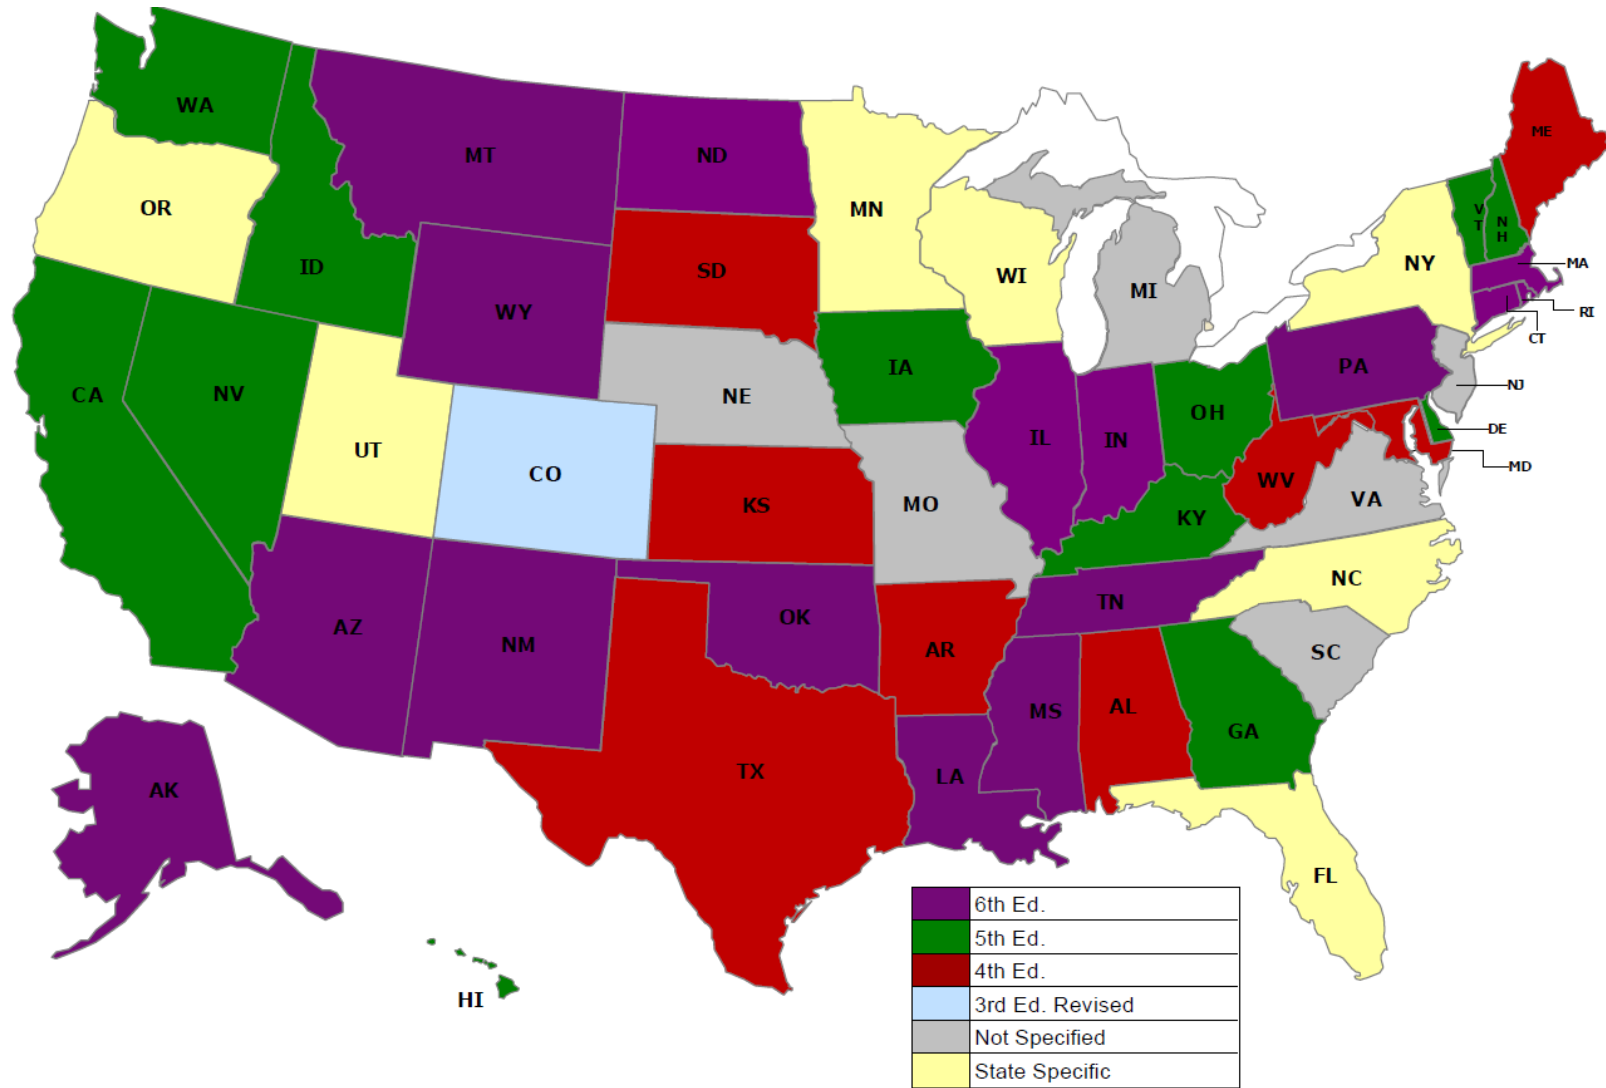 WA
MT
ND
ME
OR
MN
VT
NH
ID
SD
WI
NY
MA
MI
WY
RI
CT
IA
PA
CA
NV
NE
NJ
OH
IL
IN
DE
UT
CO
MD
WV
KS
MO
VA
KY
NC
TN
AZ
NM
OK
AR
SC
MS
AL
GA
TX
LA
AK
FL
HI
6th Ed.
5th Ed.
4th Ed.
3rd Ed. Revised
Not Specified
State Specific